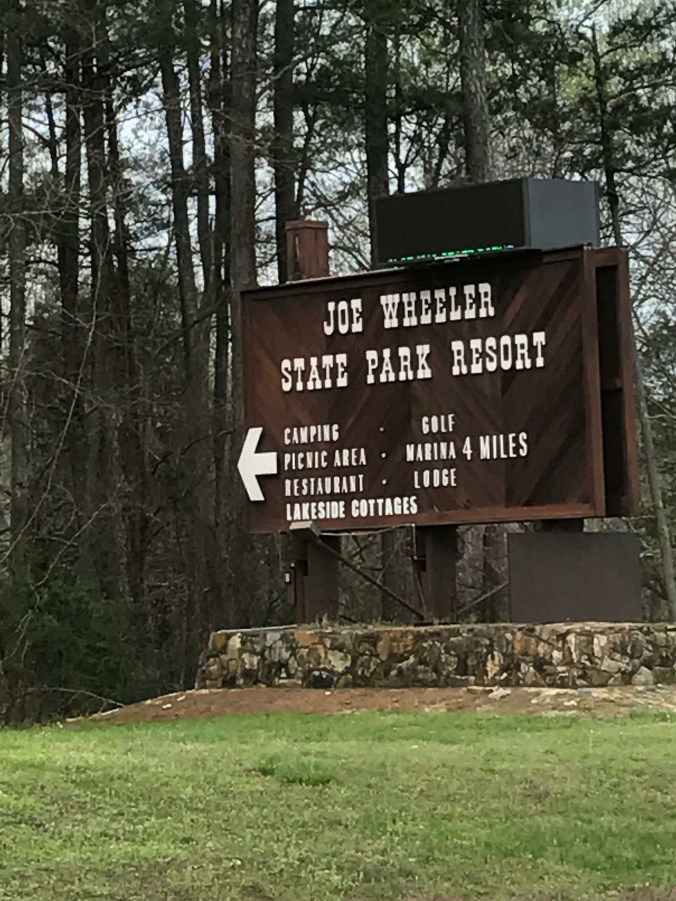 JOE WHEELER
STATE PARK RESORT
CAMPING · GOLF
PICNIC AREA · MARINA 4 MILES
RESTAURANT · LODGE
LAKESIDE COTTAGES